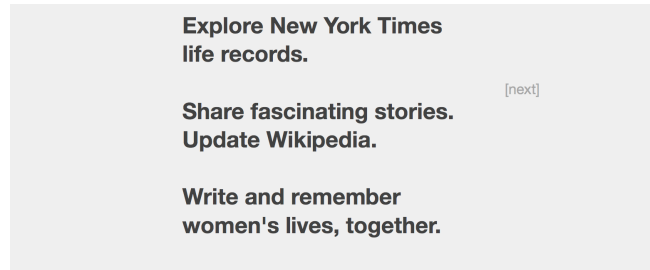 Explore New York Times
life records.
[next]
Share fascinating stories.
Update Wikipedia.
Write and remember
women's lives, together.